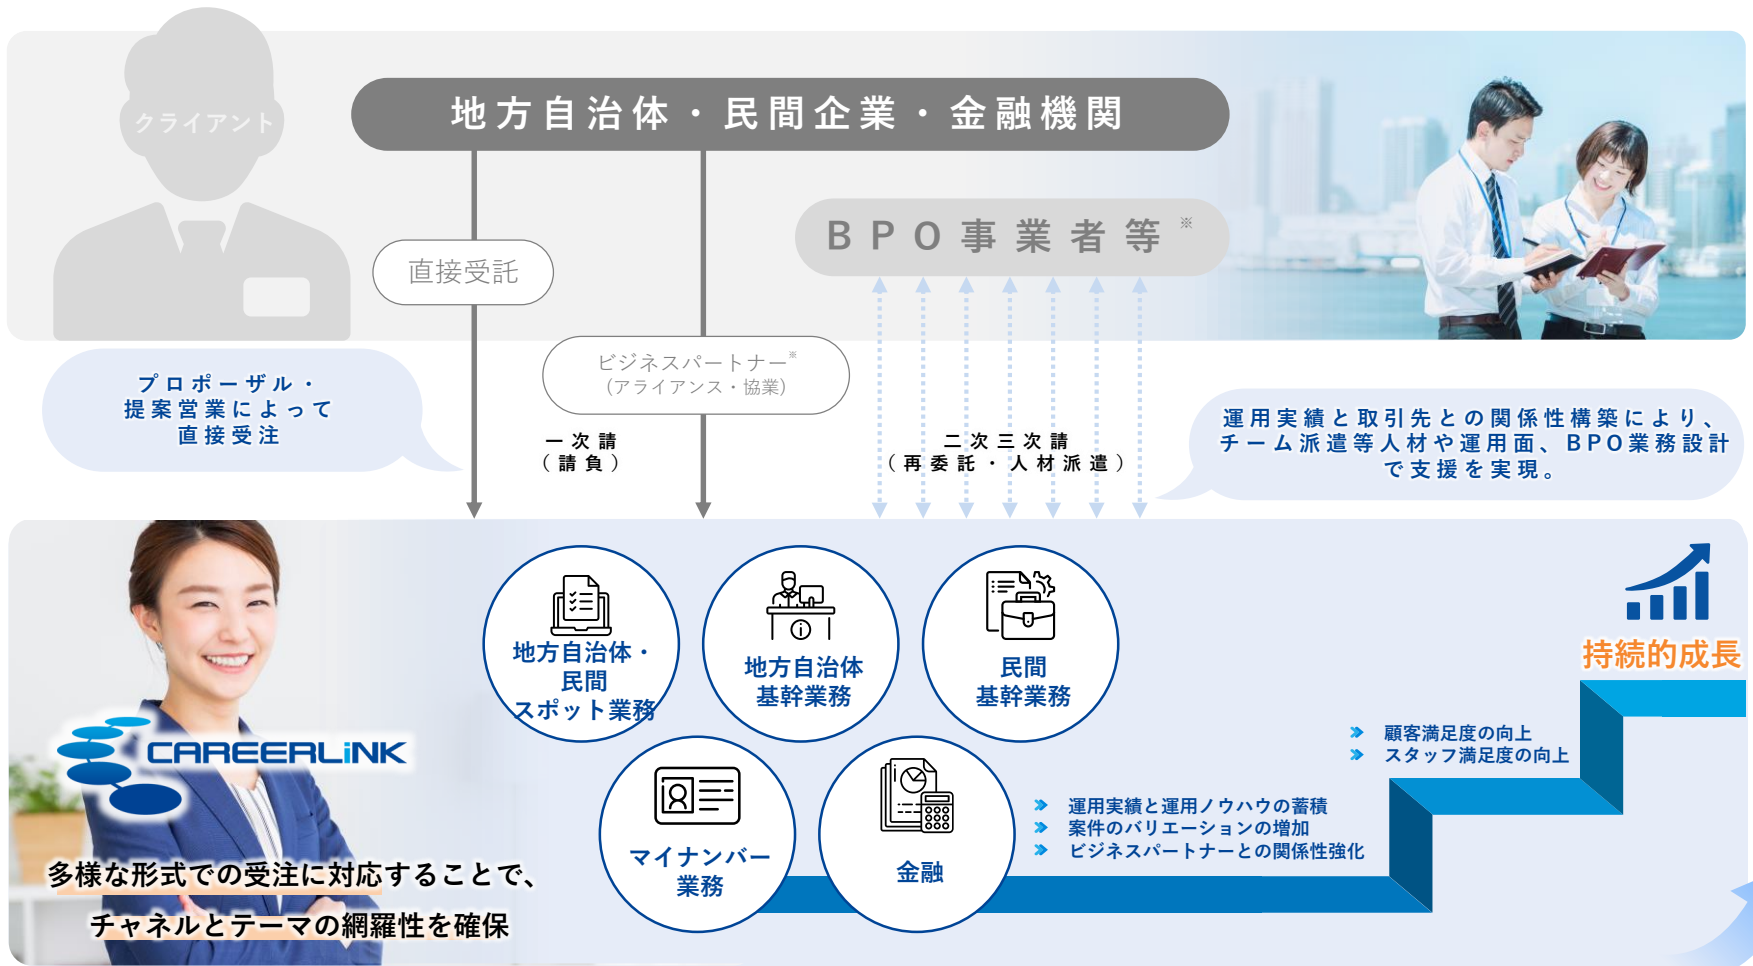 クライアント
地方自治体・民間企業・金融機関
BPO事業者等※
直接受託
ビジネスパートナー※
（アライアンス・協業）
プロポーザル・
提案営業によって
直接受注
一次請
（請負）
二次三次請
（再委託・人材派遣）
運用実績と取引先との関係性構築により、
チーム派遣等人材や運用面、BPO業務設計
で支援を実現。
地方自治体・
民間
スポット業務
地方自治体
基幹業務
民間
基幹業務
マイナンバー
業務
金融
持続的成長
顧客満足度の向上
スタッフ満足度の向上
運用実績と運用ノウハウの蓄積
案件のバリエーションの増加
ビジネスパートナーとの関係性強化
CAREERLiNK
多様な形式での受注に対応することで、
チャネルとテーマの網羅性を確保